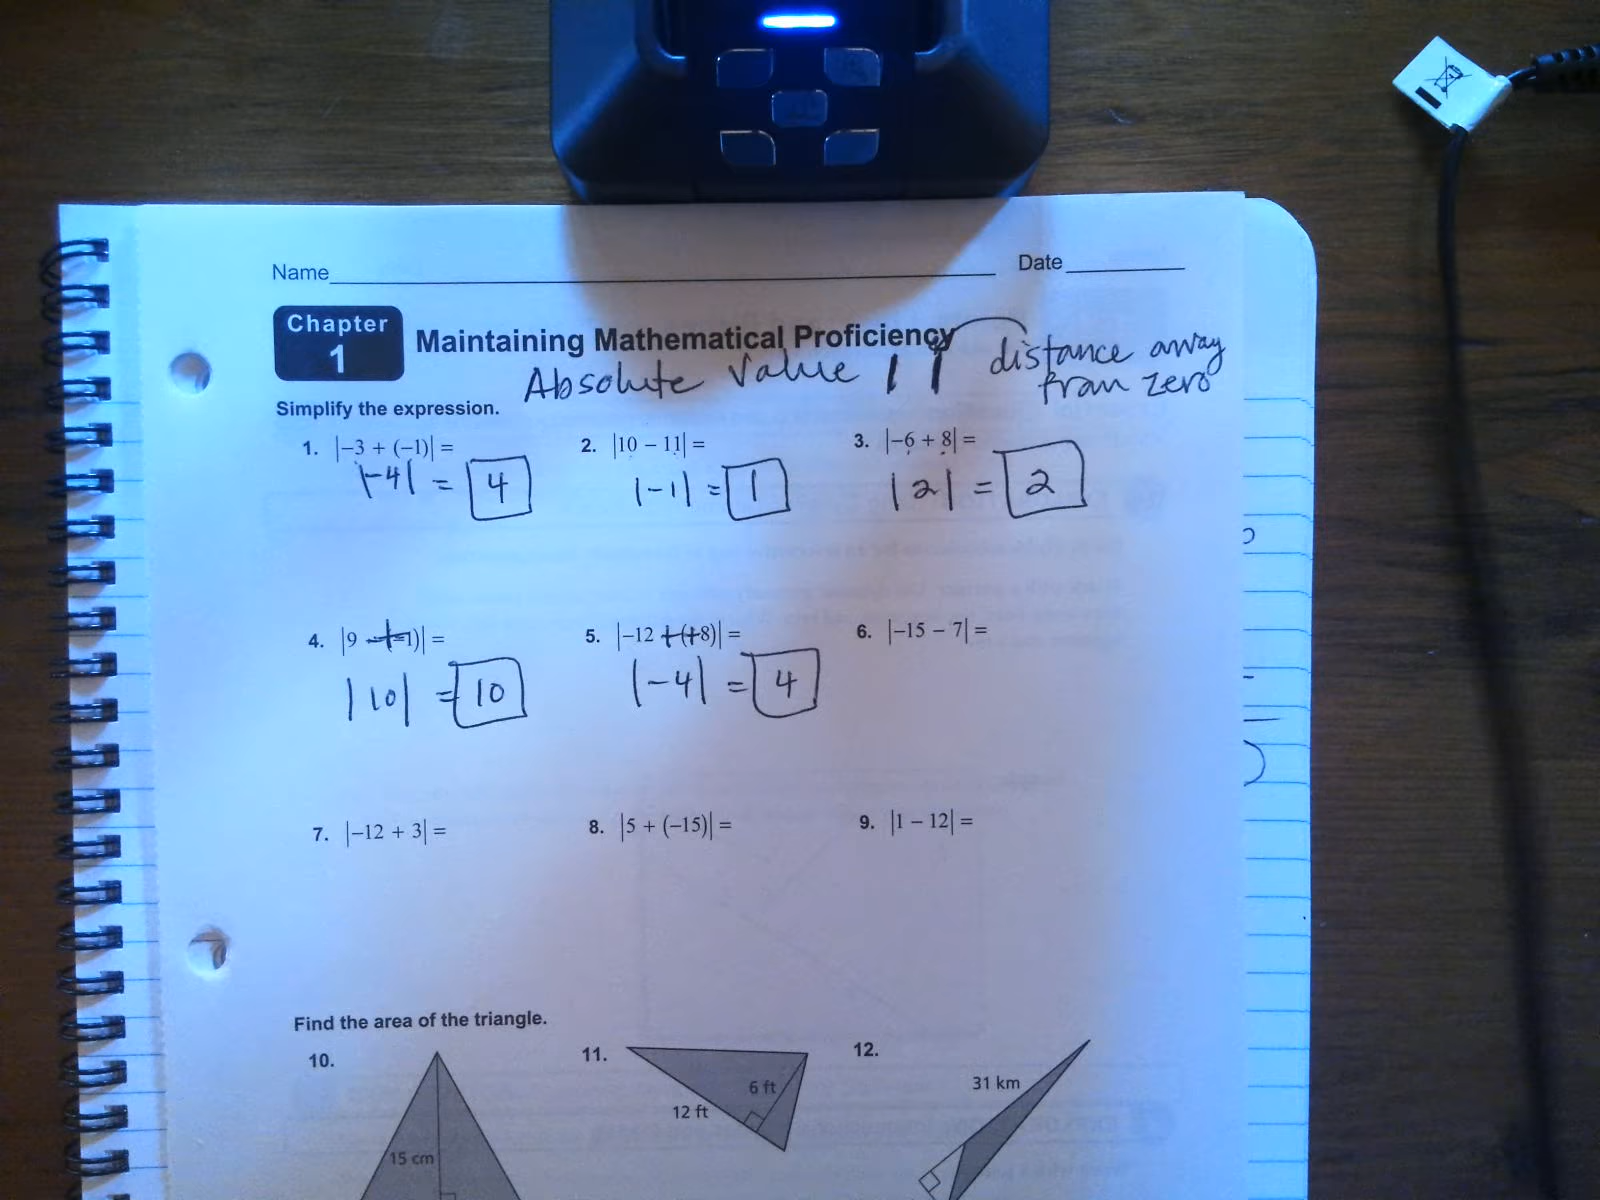 Name Date
Chapter 1 Maintaining Mathematical Proficiency
Absolute Value | | distance away from zero
Simplify the expression.
1. |−3 + (−1)| = 2. |10 − 11| = 3. |−6 + 8| =
|−4| = 4 |−1| = 1 |2| = 2
4. |9 − (−1)| = 5. |−12 − (−8)| = 6. |−15 − 7| =
|10| = 10 |−4| = 4
7. |−12 + 3| = 8. |5 + (−15)| = 9. |1 − 12| =
Find the area of the triangle.
10. 11. 12.
15 cm 6 ft 12 ft 31 km